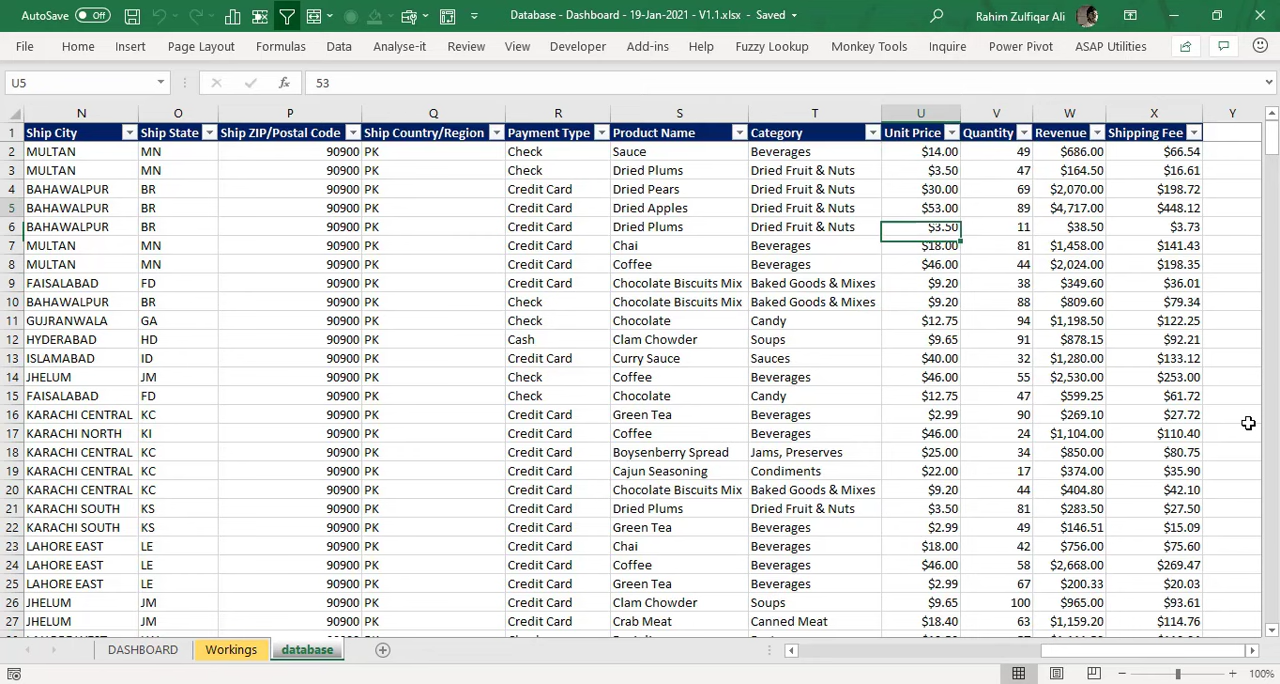 AutoSave Off Database - Dashboard - 19-Jan-2021 - V1.1.xlsx - Saved Rahim Zulfiqar Ali
File Home Insert Page Layout Formulas Data Analyse-it Review View Developer Add-ins Help Fuzzy Lookup Monkey Tools Inquire Power Pivot ASAP Utilities
U5 fx 53
N O P Q R S T U V W X Y
1 Ship City Ship State Ship ZIP/Postal Code Ship Country/Region Payment Type Product Name Category Unit Price Quantity Revenue Shipping Fee
2 MULTAN MN 90900 PK Check Sauce Beverages $14.00 49 $686.00 $66.54
3 MULTAN MN 90900 PK Check Dried Plums Dried Fruit & Nuts $3.50 47 $164.50 $16.61
4 BAHAWALPUR BR 90900 PK Credit Card Dried Pears Dried Fruit & Nuts $30.00 69 $2,070.00 $198.72
5 BAHAWALPUR BR 90900 PK Credit Card Dried Apples Dried Fruit & Nuts $53.00 89 $4,717.00 $448.12
6 BAHAWALPUR BR 90900 PK Credit Card Dried Plums Dried Fruit & Nuts $3.50 11 $38.50 $3.73
7 MULTAN MN 90900 PK Credit Card Chai Beverages $18.00 81 $1,458.00 $141.43
8 MULTAN MN 90900 PK Credit Card Coffee Beverages $46.00 44 $2,024.00 $198.35
9 FAISALABAD FD 90900 PK Credit Card Chocolate Biscuits Mix Baked Goods & Mixes $9.20 38 $349.60 $36.01
10 BAHAWALPUR BR 90900 PK Check Chocolate Biscuits Mix Baked Goods & Mixes $9.20 88 $809.60 $79.34
11 GUJRANWALA GA 90900 PK Check Chocolate Candy $12.75 94 $1,198.50 $122.25
12 HYDERABAD HD 90900 PK Cash Clam Chowder Soups $9.65 91 $878.15 $92.21
13 ISLAMABAD ID 90900 PK Credit Card Curry Sauce Sauces $40.00 32 $1,280.00 $133.12
14 JHELUM JM 90900 PK Check Coffee Beverages $46.00 55 $2,530.00 $253.00
15 FAISALABAD FD 90900 PK Check Chocolate Candy $12.75 47 $599.25 $61.72
16 KARACHI CENTRAL KC 90900 PK Credit Card Green Tea Beverages $2.99 90 $269.10 $27.72
17 KARACHI NORTH KI 90900 PK Credit Card Coffee Beverages $46.00 24 $1,104.00 $110.40
18 KARACHI CENTRAL KC 90900 PK Credit Card Boysenberry Spread Jams, Preserves $25.00 34 $850.00 $80.75
19 KARACHI CENTRAL KC 90900 PK Credit Card Cajun Seasoning Condiments $22.00 17 $374.00 $35.90
20 KARACHI CENTRAL KC 90900 PK Credit Card Chocolate Biscuits Mix Baked Goods & Mixes $9.20 44 $404.80 $42.10
21 KARACHI SOUTH KS 90900 PK Credit Card Dried Plums Dried Fruit & Nuts $3.50 81 $283.50 $27.50
22 KARACHI SOUTH KS 90900 PK Credit Card Green Tea Beverages $2.99 49 $146.51 $15.09
23 LAHORE EAST LE 90900 PK Credit Card Chai Beverages $18.00 42 $756.00 $75.60
24 LAHORE EAST LE 90900 PK Credit Card Coffee Beverages $46.00 58 $2,668.00 $269.47
25 LAHORE EAST LE 90900 PK Credit Card Green Tea Beverages $2.99 67 $200.33 $20.03
26 JHELUM JM 90900 PK Credit Card Clam Chowder Soups $9.65 100 $965.00 $93.61
27 JHELUM JM 90900 PK Credit Card Crab Meat Canned Meat $18.40 63 $1,159.20 $114.76
DASHBOARD Workings database
100%